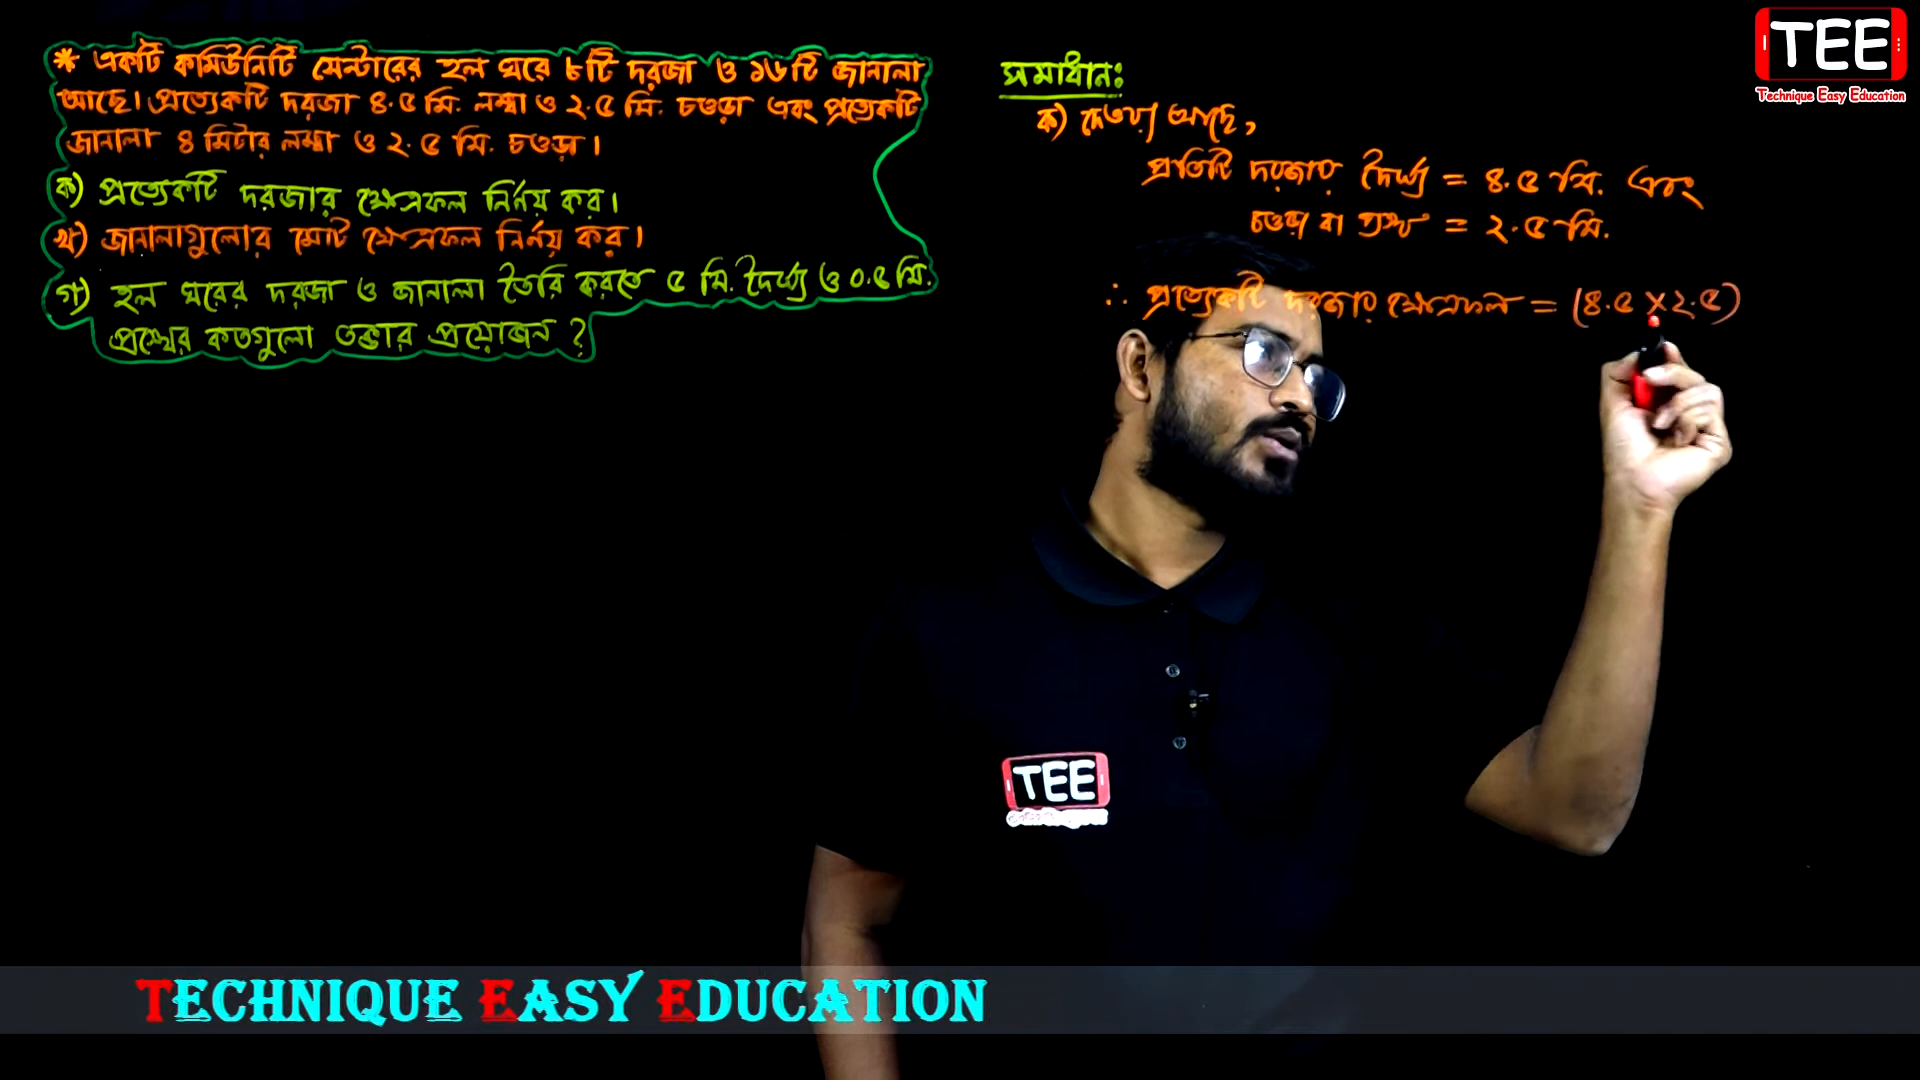 * একটি কমিউনিটি সেন্টারের হল ঘরে ৮টি দরজা ও ১৬টি জানালা
আছে। প্রত্যেকটি দরজা ৪.৫ মি. লম্বা ও ২.৫ মি. চওড়া এবং প্রত্যেকটি
জানালা ৪ মিটার লম্বা ও ২.৫ মি. চওড়া।
ক) প্রত্যেকটি দরজার ক্ষেত্রফল নির্নয় কর।
খ) জানালাগুলোর মোট ক্ষেত্রফল নির্নয় কর।
গ) হল ঘরের দরজা ও জানালা তৈরি করতে ৫ মি. দৈর্ঘ্য ও ০.৫ মি.
প্রস্থের কতগুলো তক্তার প্রয়োজন ?
সমাধানঃ
ক) দেওয়া আছে,
প্রতিটি দরজার দৈর্ঘ্য = ৪.৫ মি. এবং
চওড়া বা প্রস্থ = ২.৫ মি.
∴ প্রত্যেকটি দরজার ক্ষেত্রফল = (৪.৫ × ২.৫)
TEE
Technique Easy Education
TEE
TECHNIQUE EASY EDUCATION